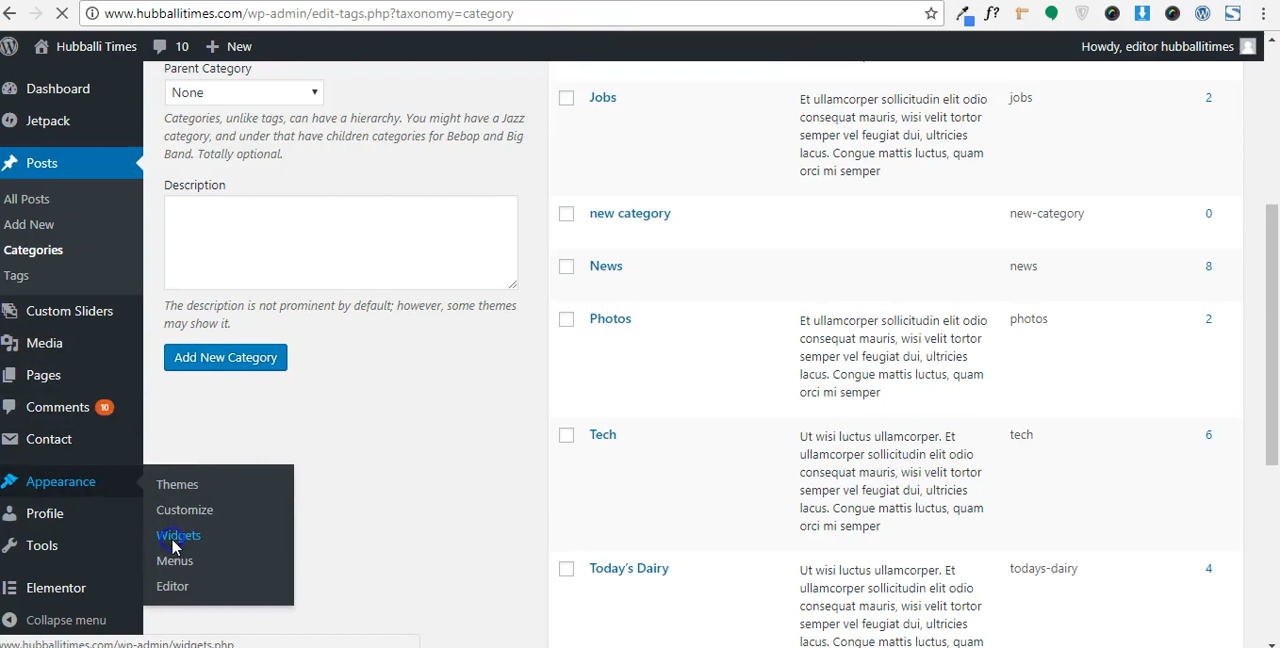 www.hubballitimes.com/wp-admin/edit-tags.php?taxonomy=category
f?
Hubballi Times
10
New
Howdy, editor hubballitimes
Dashboard
Jetpack
Posts
All Posts
Add New
Categories
Tags
Custom Sliders
Media
Pages
Comments 10
Contact
Appearance
Profile
Tools
Elementor
Collapse menu
Themes
Customize
Widgets
Menus
Editor
www.hubballitimes.com/wp-admin/widgets.php
Parent Category
None
Categories, unlike tags, can have a hierarchy. You might have a Jazz
category, and under that have children categories for Bebop and Big
Band. Totally optional.
Description
The description is not prominent by default; however, some themes
may show it.
Add New Category
Jobs
Et ullamcorper sollicitudin elit odio
consequat mauris, wisi velit tortor
semper vel feugiat dui, ultricies
lacus. Congue mattis luctus, quam
orci mi semper
jobs
2
new category
new-category
0
News
news
8
Photos
Et ullamcorper sollicitudin elit odio
consequat mauris, wisi velit tortor
semper vel feugiat dui, ultricies
lacus. Congue mattis luctus, quam
orci mi semper
photos
2
Tech
Ut wisi luctus ullamcorper. Et
ullamcorper sollicitudin elit odio
consequat mauris, wisi velit tortor
semper vel feugiat dui, ultricies
lacus. Congue mattis luctus, quam
orci mi semper
tech
6
Today's Dairy
Ut wisi luctus ullamcorper. Et
ullamcorper sollicitudin elit odio
consequat mauris, wisi velit tortor
semper vel feugiat dui, ultricies
lacus. Congue mattis luctus, quam
todays-dairy
4